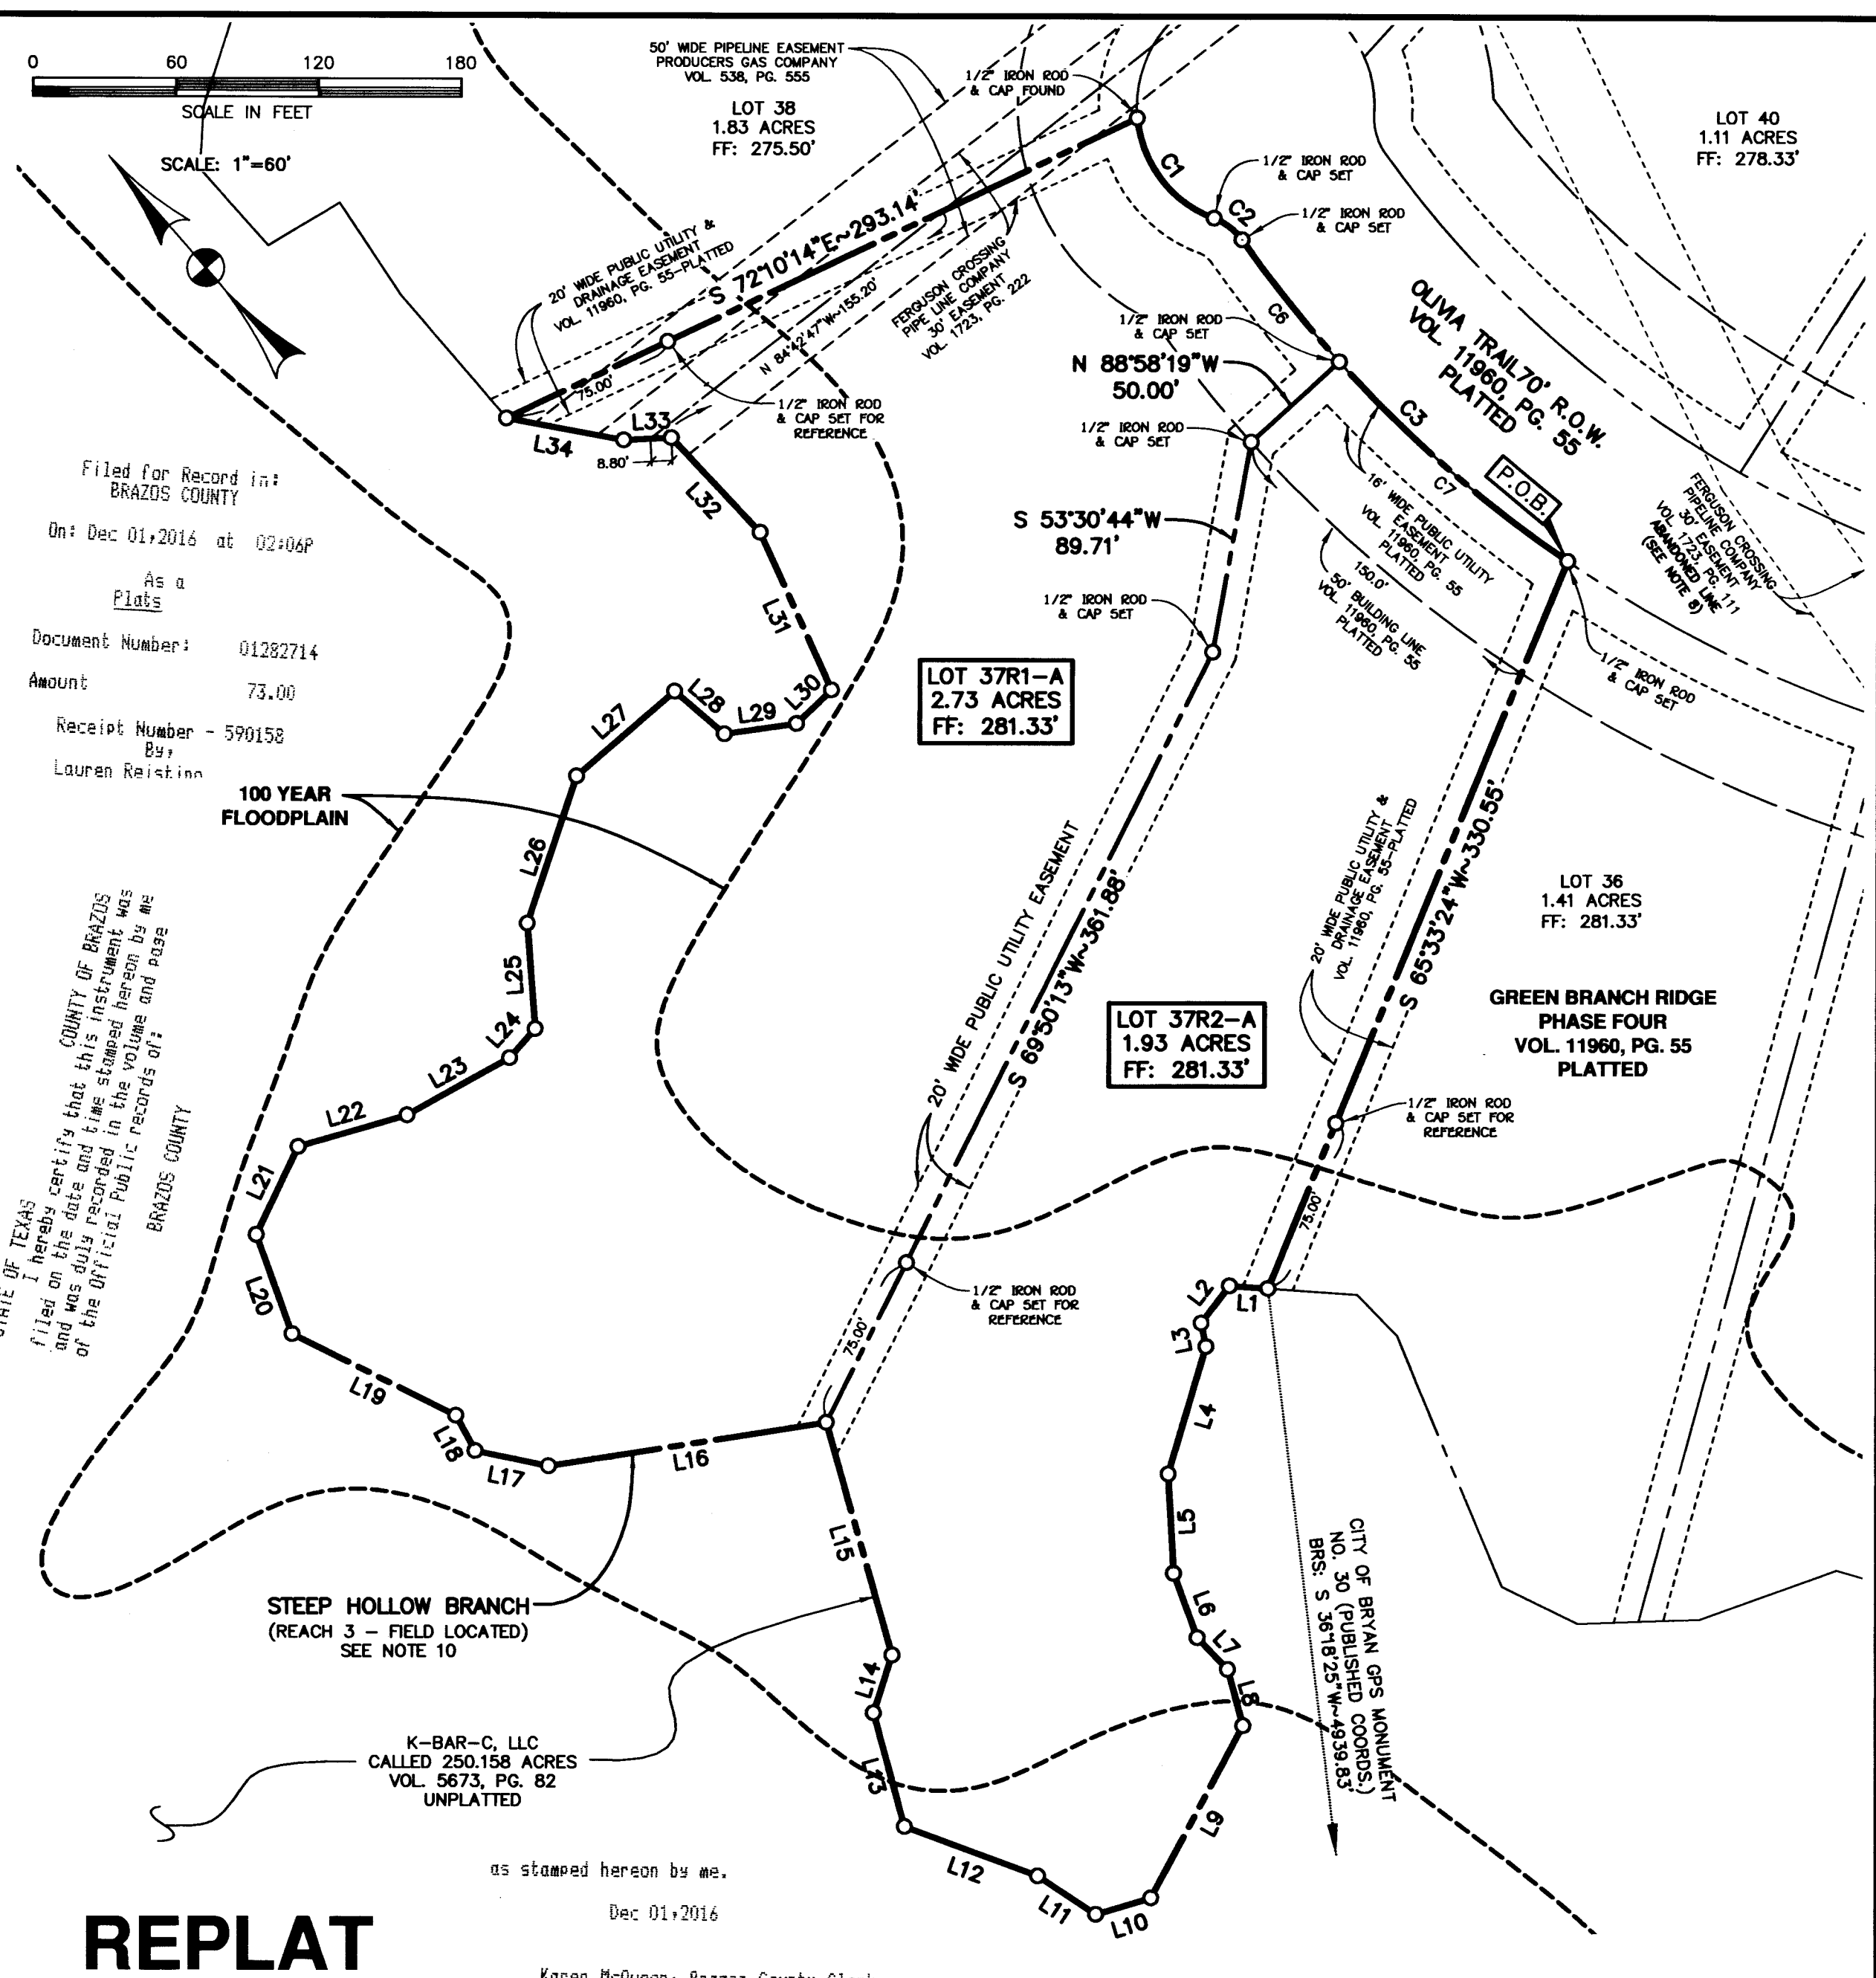 0 60 120 180
SCALE IN FEET
SCALE: 1"=60'
50' WIDE PIPELINE EASEMENT
PRODUCERS GAS COMPANY
VOL. 538, PG. 555
LOT 38
1.83 ACRES
FF: 275.50'
1/2" IRON ROD
& CAP FOUND
LOT 40
1.11 ACRES
FF: 278.33'
C1
1/2" IRON ROD
& CAP SET
C2
1/2" IRON ROD
& CAP SET
20' WIDE PUBLIC UTILITY &
DRAINAGE EASEMENT
VOL. 11960, PG. 55-PLATTED
S 72°10'14"E~293.14'
N 84°42'47"W~155.20'
FERGUSON CROSSING
PIPE LINE COMPANY
30' EASEMENT
VOL. 1723, PG. 222
C6
OLIVIA TRAIL 70' R.O.W.
VOL. 11960, PG. 55
PLATTED
1/2" IRON ROD
& CAP SET
N 88°58'19"W
50.00'
75.00'
1/2" IRON ROD
& CAP SET FOR
REFERENCE
L33
L34
8.80'
1/2" IRON ROD
& CAP SET
C3
C7
P.O.B.
Filed for Record in:
BRAZOS COUNTY
On: Dec 01,2016 at 02:06P
As a
Plats
Document Number: 01282714
Amount 73.00
Receipt Number - 590158
By,
Lauren Reistino
L32
L31
S 53°30'44"W
89.71'
16' WIDE PUBLIC UTILITY
EASEMENT
VOL. 11960, PG. 55
PLATTED
150.0'
50' BUILDING LINE
VOL. 11960, PG. 55
PLATTED
FERGUSON CROSSING
PIPELINE COMPANY
30' EASEMENT
VOL. 1723, PG. 111
ABANDONED LINE
(SEE NOTE 8)
1/2" IRON ROD
& CAP SET
1/2" IRON ROD
& CAP SET
LOT 37R1-A
2.73 ACRES
FF: 281.33'
L30
L29
L28
L27
100 YEAR
FLOODPLAIN
L26
L25
L24
L23
L22
L21
L20
20' WIDE PUBLIC UTILITY EASEMENT
S 69°50'13"W~361.88'
20' WIDE PUBLIC UTILITY &
DRAINAGE EASEMENT
VOL. 11960, PG. 55-PLATTED
S 65°33'24"W~330.55'
LOT 36
1.41 ACRES
FF: 281.33'
GREEN BRANCH RIDGE
PHASE FOUR
VOL. 11960, PG. 55
PLATTED
LOT 37R2-A
1.93 ACRES
FF: 281.33'
1/2" IRON ROD
& CAP SET FOR
REFERENCE
75.00'
STATE OF TEXAS COUNTY OF BRAZOS
I hereby certify that this instrument was
filed on the date and time stamped hereon by me
and was duly recorded in the volume and page
of the Official Public records of:
BRAZOS COUNTY
1/2" IRON ROD
& CAP SET FOR
REFERENCE
75.00'
L1
L2
L3
L4
L5
L6
L7
L8
L9
L10
L11
L12
L13
L14
L15
L16
L17
L18
L19
CITY OF BRYAN GPS MONUMENT
NO. 30 (PUBLISHED COORDS.)
BRS: S 36°18'25"W~4939.83'
STEEP HOLLOW BRANCH
(REACH 3 - FIELD LOCATED)
SEE NOTE 10
K-BAR-C, LLC
CALLED 250.158 ACRES
VOL. 5673, PG. 82
UNPLATTED
as stamped hereon by me.
Dec 01,2016
REPLAT
Karen McQueen, Brazos County Clerk